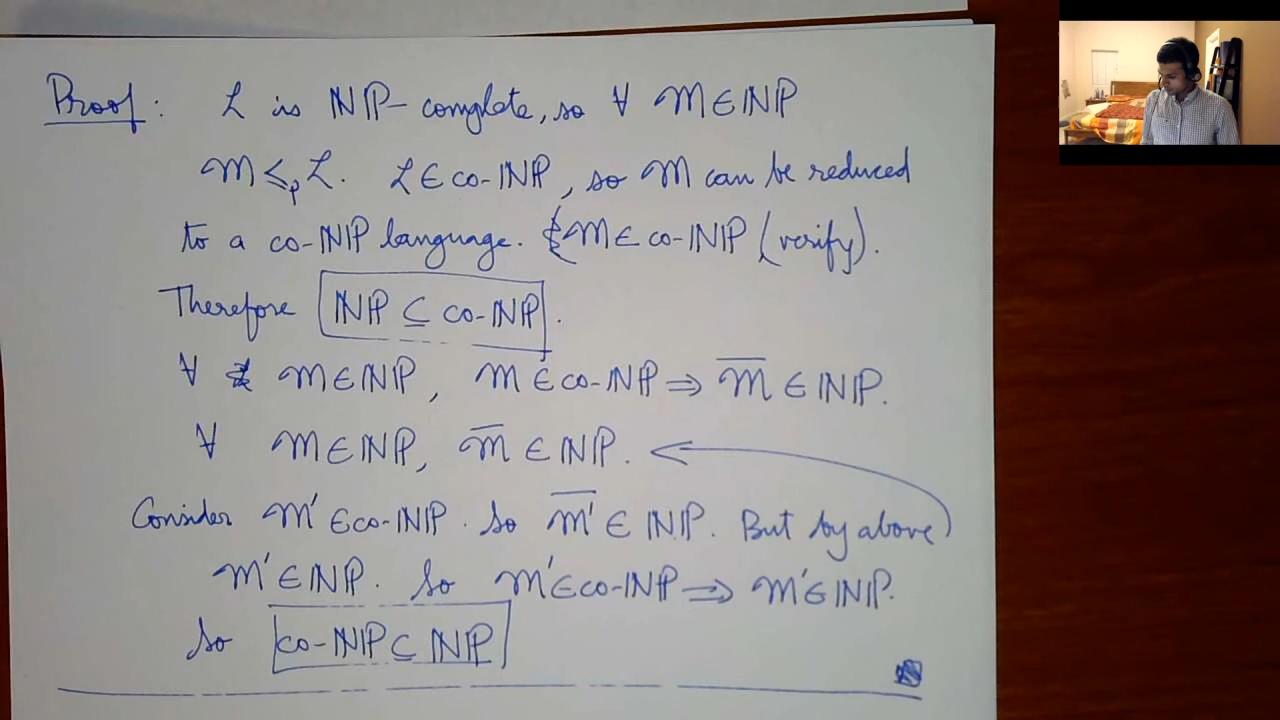 Proof: L is NP-complete, so ∀ M∈NP
M ≤ₚ L. L∈co-NP, so M can be reduced
to a co-NP language. {M∈co-NP (verify).
Therefore NP ⊆ co-NP.
∀ M∈NP, M∈co-NP ⇒ M̅ ∈ NP.
∀ M∈NP, M̅ ∈ NP.
Consider M'∈co-NP. So M̅'̅ ∈ NP. But by above
M'∈NP. So M'∈co-NP ⇒ M'∈NP.
So co-NP ⊆ NP